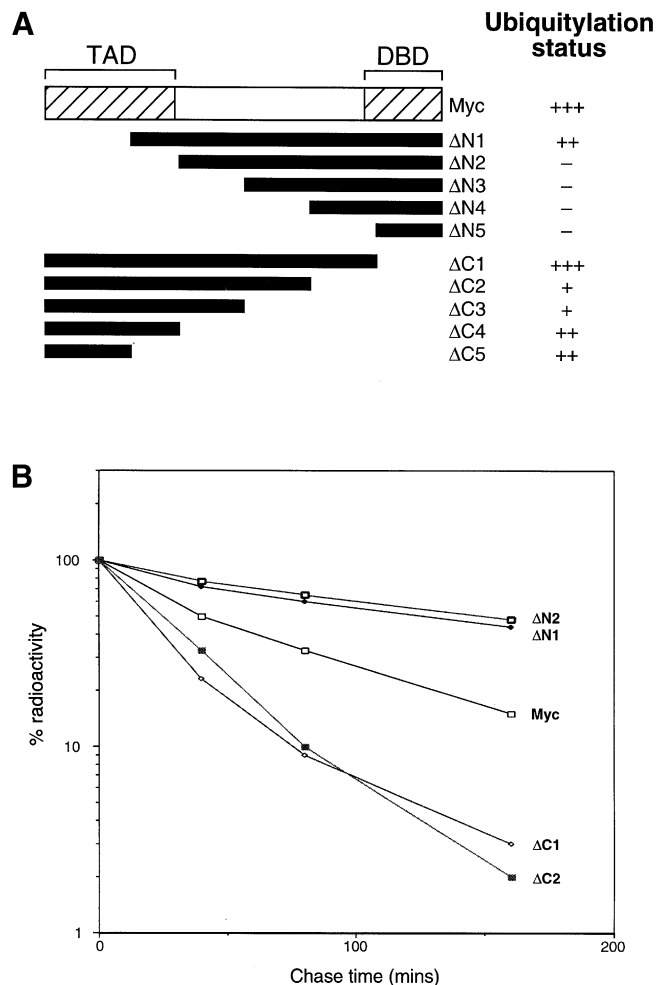 A
Ubiquitylation
status
TAD
DBD
Myc
+++
ΔN1
++
ΔN2
–
ΔN3
–
ΔN4
–
ΔN5
–
ΔC1
+++
ΔC2
+
ΔC3
+
ΔC4
++
ΔC5
++
B
100
10
1
% radioactivity
ΔN2
ΔN1
Myc
ΔC1
ΔC2
0
100
200
Chase time (mins)